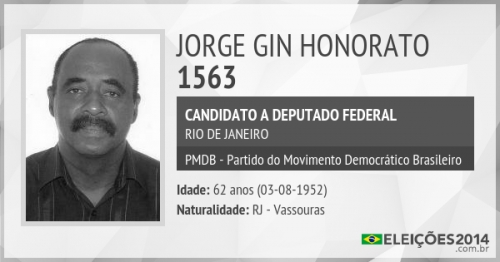 JORGE GIN HONORATO
1563
CANDIDATO A DEPUTADO FEDERAL
RIO DE JANEIRO
PMDB - Partido do Movimento Democrático Brasileiro
Idade: 62 anos (03-08-1952)
Naturalidade: RJ - Vassouras
ELEIÇÕES2014
.com.br